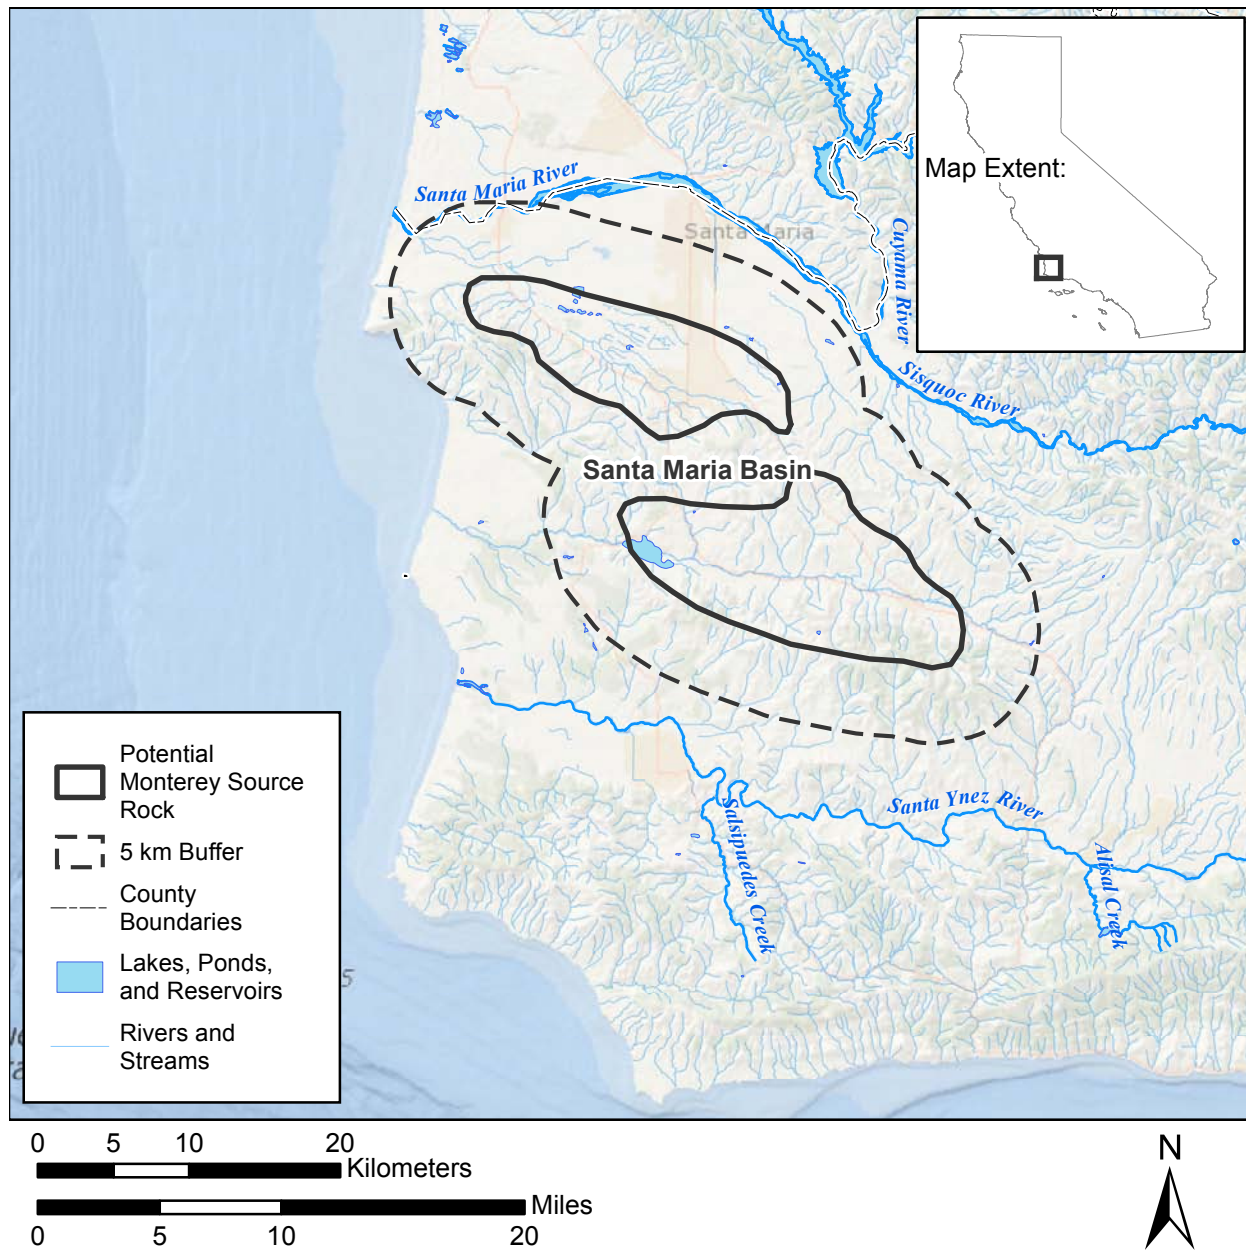 Map Extent:
Santa Maria River
Santa Maria
Cuyama River
Sisquoc River
Santa Maria Basin
Santa Ynez River
Salsipuedes Creek
Alisal Creek
Potential
Monterey Source
Rock
5 km Buffer
County
Boundaries
Lakes, Ponds,
and Reservoirs
Rivers and
Streams
0 5 10 20
Kilometers
Miles
0 5 10 20
N